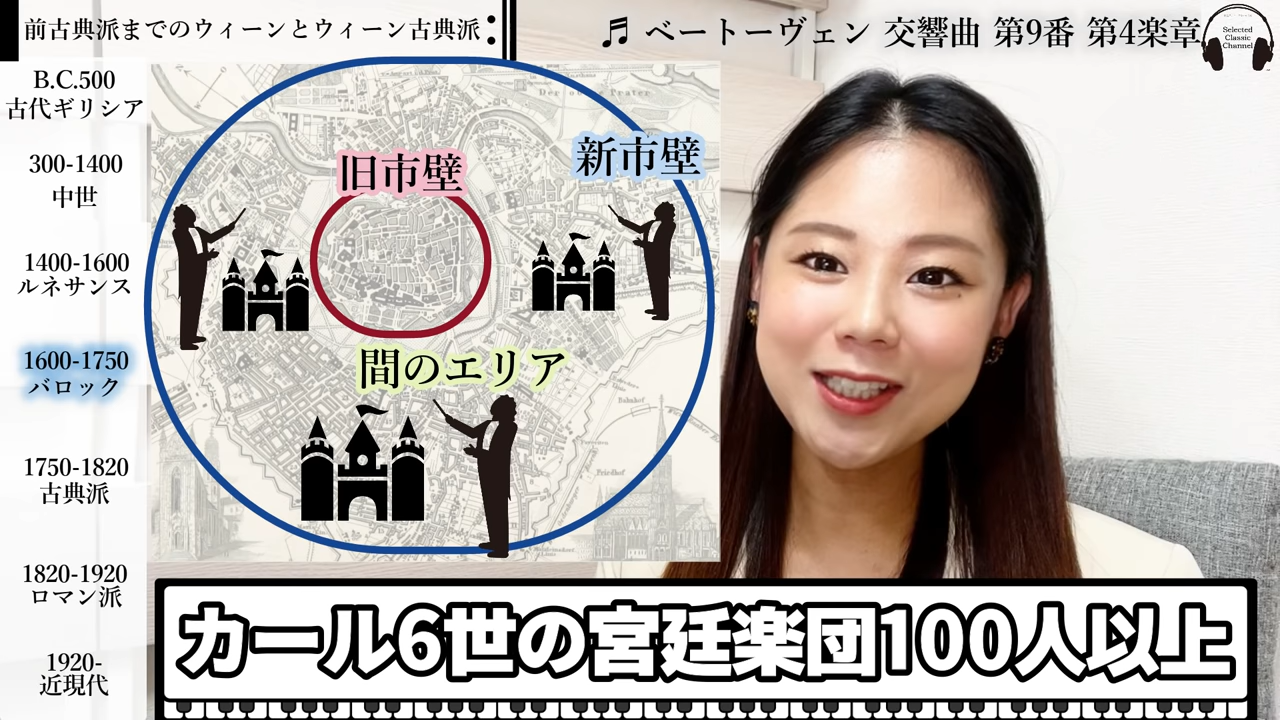 前古典派までのウィーンとウィーン古典派:
♬ ベートーヴェン 交響曲 第9番 第4楽章
Selected
Classic
Channel
B.C.500
古代ギリシア
300-1400
中世
1400-1600
ルネサンス
1600-1750
バロック
1750-1820
古典派
1820-1920
ロマン派
1920-
近現代
旧市壁
新市壁
間のエリア
カール6世の宮廷楽団100人以上